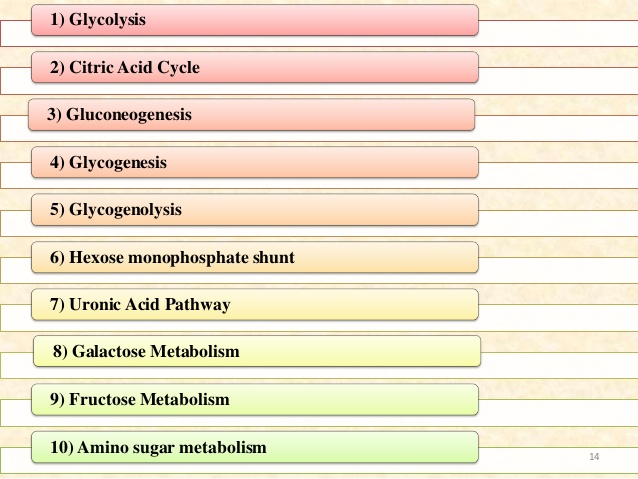 1) Glycolysis
2) Citric Acid Cycle
3) Gluconeogenesis
4) Glycogenesis
5) Glycogenolysis
6) Hexose monophosphate shunt
7) Uronic Acid Pathway
8) Galactose Metabolism
9) Fructose Metabolism
10) Amino sugar metabolism
14